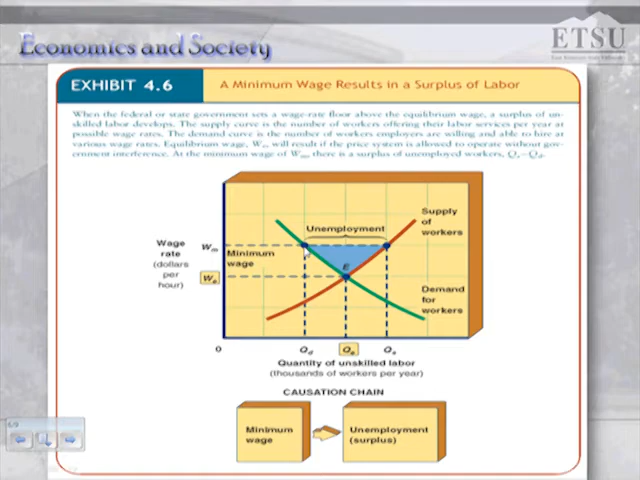 Economics and Society
ETSU
East Tennessee State University
EXHIBIT 4.6
A Minimum Wage Results in a Surplus of Labor
When the federal or state government sets a wage-rate floor above the equilibrium wage, a surplus of un-
skilled labor develops. The supply curve is the number of workers offering their labor services per year at
possible wage rates. The demand curve is the number of workers employers are willing and able to hire at
various wage rates. Equilibrium wage, We, will result if the price system is allowed to operate without gov-
ernment interference. At the minimum wage of Wm, there is a surplus of unemployed workers, Qs–Qd.
Supply
of
workers
Unemployment
Wage
rate
(dollars
per
hour)
Wm
Minimum
wage
E
We
Demand
for
workers
0
Qd
Qe
Qs
Quantity of unskilled labor
(thousands of workers per year)
CAUSATION CHAIN
Minimum
wage
Unemployment
(surplus)